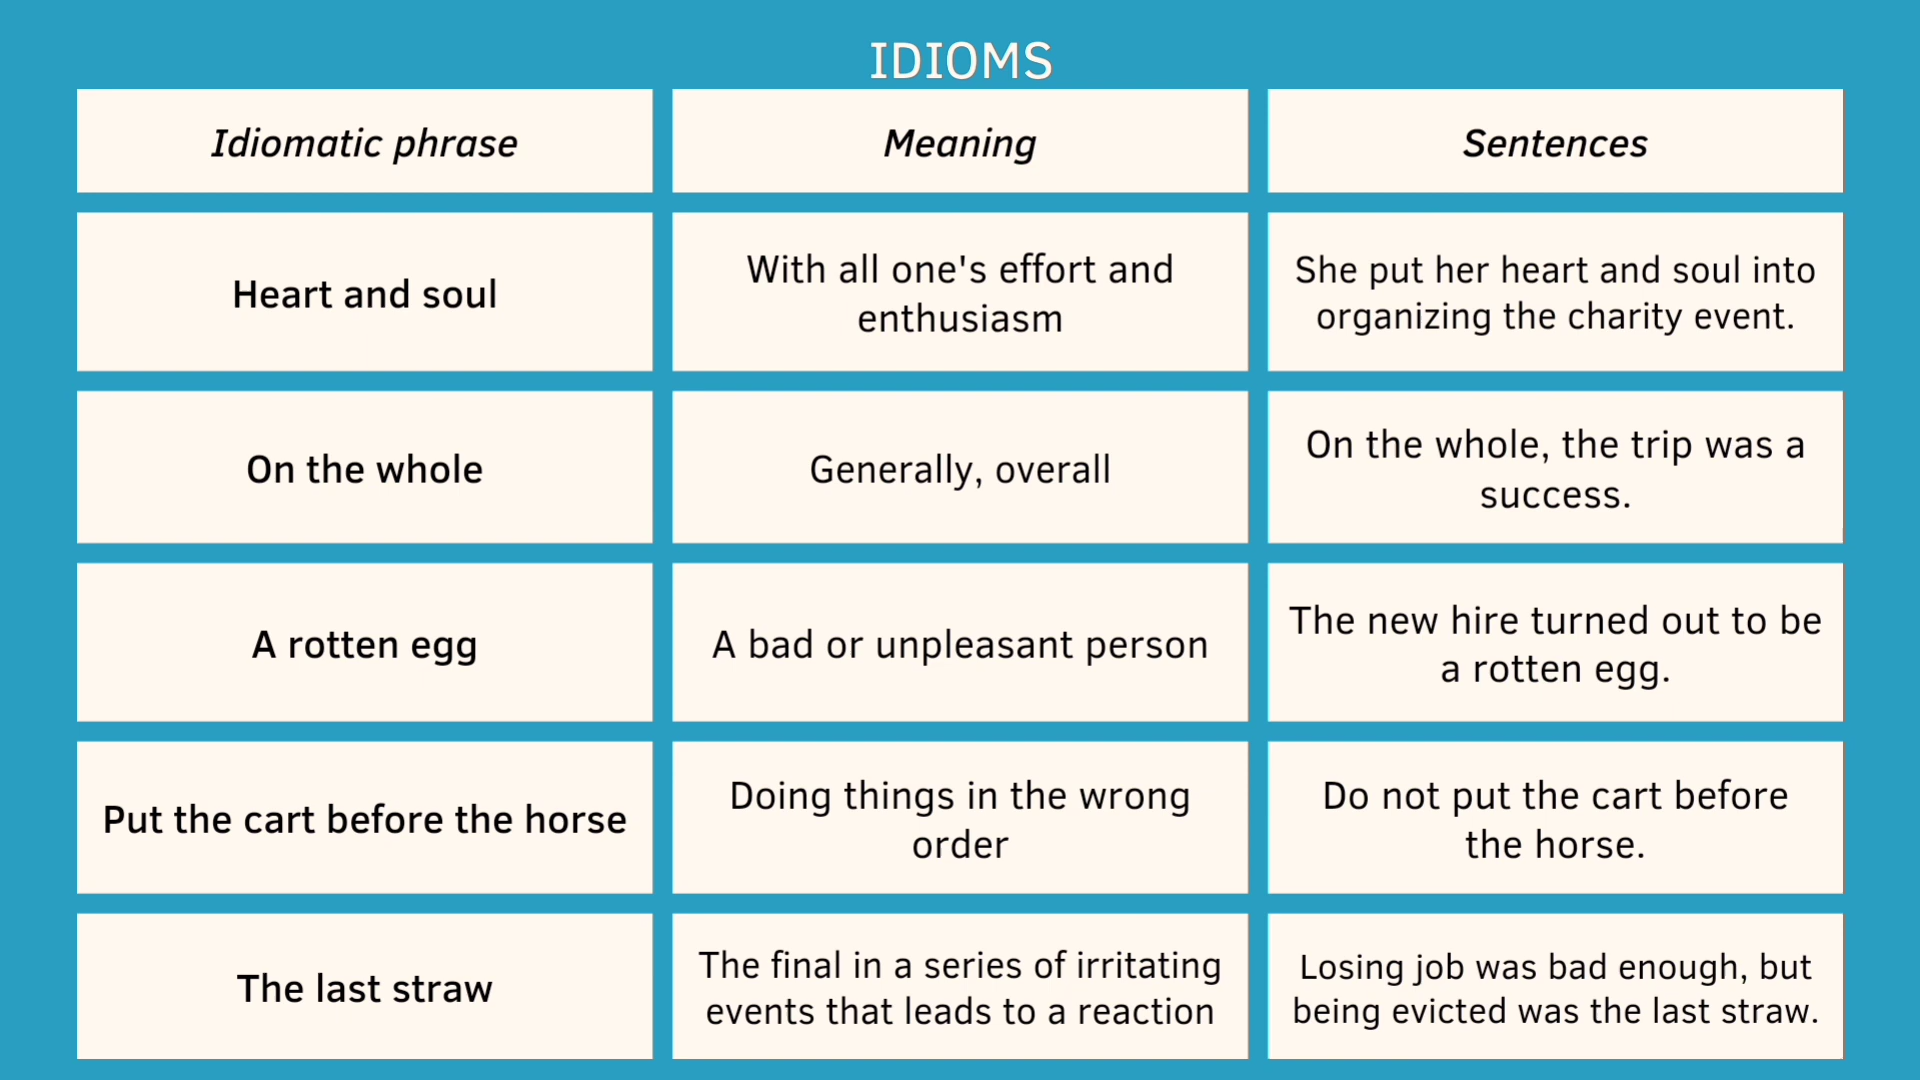 IDIOMS
Idiomatic phrase
Meaning
Sentences
Heart and soul
With all one's effort and
enthusiasm
She put her heart and soul into
organizing the charity event.
On the whole
Generally, overall
On the whole, the trip was a
success.
A rotten egg
A bad or unpleasant person
The new hire turned out to be
a rotten egg.
Put the cart before the horse
Doing things in the wrong
order
Do not put the cart before
the horse.
The last straw
The final in a series of irritating
events that leads to a reaction
Losing job was bad enough, but
being evicted was the last straw.